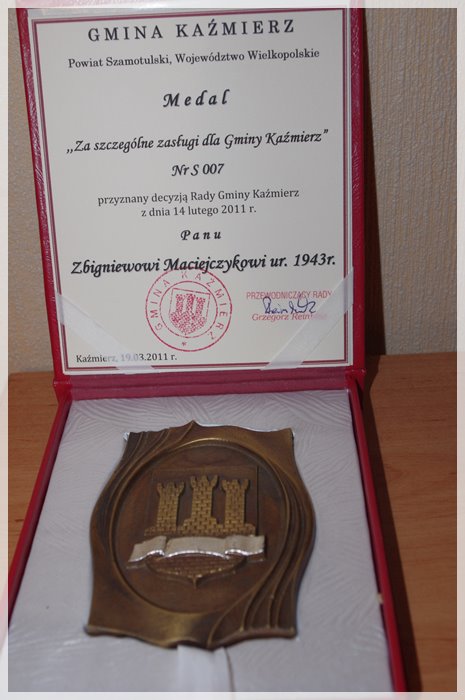 GMINA KAŹMIERZ
Powiat Szamotulski, Województwo Wielkopolskie
Medal
,,Za szczególne zasługi dla Gminy Kaźmierz”
Nr S 007
przyznany decyzją Rady Gminy Kaźmierz
z dnia 14 lutego 2011 r.
Panu
Zbigniewowi Maciejczykowi ur. 1943r.
GMINA KAŹMIERZ
PRZEWODNICZĄCY RADY
Grzegorz
Kaźmierz, 19.03.2011 r.